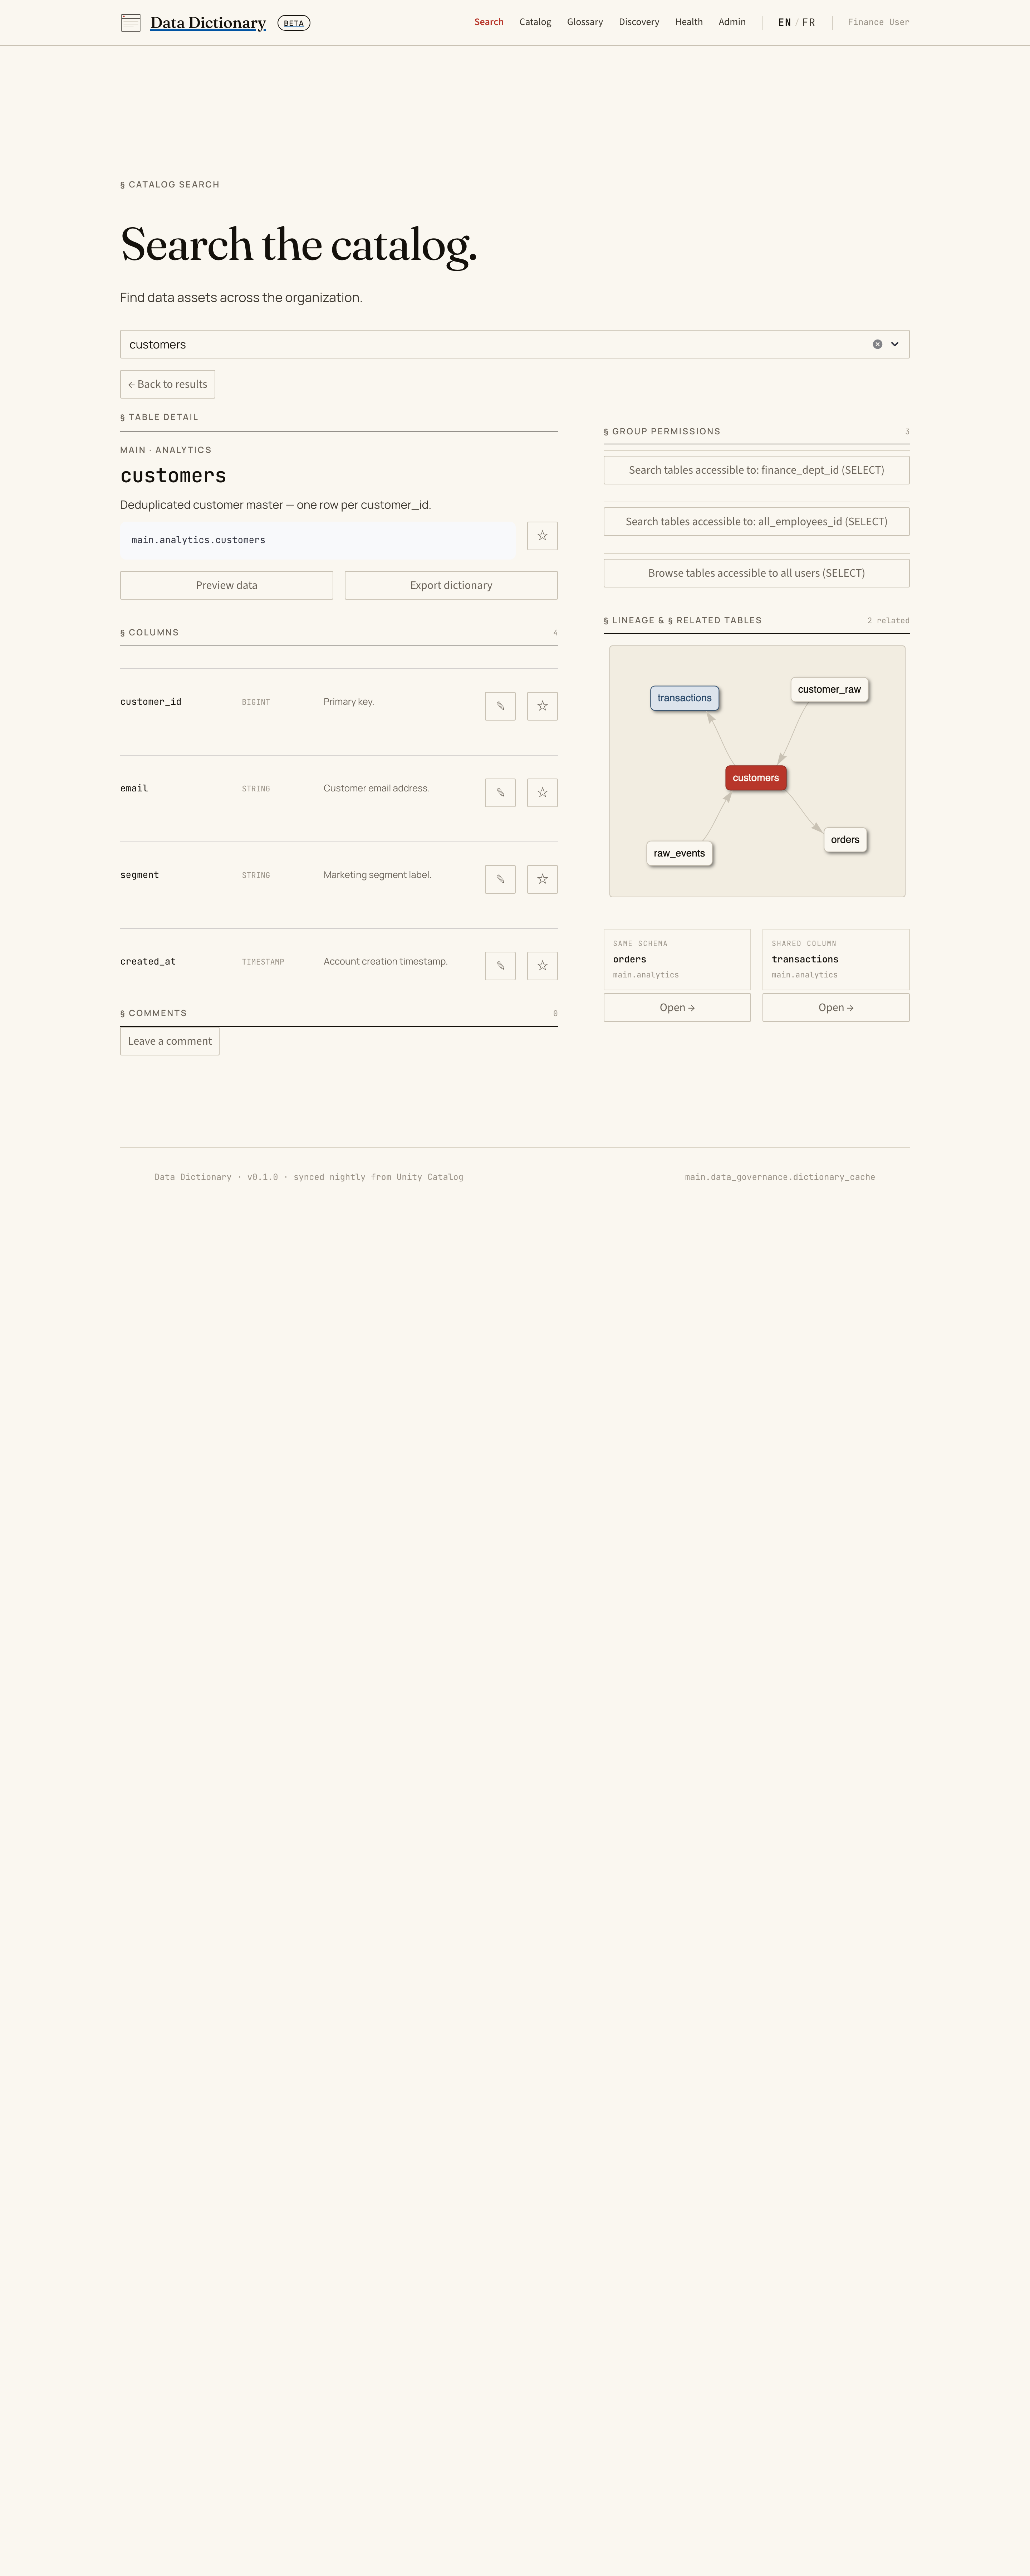 Data Dictionary BETA
Search Catalog Glossary Discovery Health Admin EN / FR Finance User
§ CATALOG SEARCH
Search the catalog.
Find data assets across the organization.
customers
← Back to results
§ TABLE DETAIL
MAIN · ANALYTICS
customers
Deduplicated customer master — one row per customer_id.
main.analytics.customers
Preview data Export dictionary
§ COLUMNS 4
customer_id BIGINT Primary key.
email STRING Customer email address.
segment STRING Marketing segment label.
created_at TIMESTAMP Account creation timestamp.
§ COMMENTS 0
Leave a comment
§ GROUP PERMISSIONS 3
Search tables accessible to: finance_dept_id (SELECT)
Search tables accessible to: all_employees_id (SELECT)
Browse tables accessible to all users (SELECT)
§ LINEAGE & § RELATED TABLES 2 related
transactions
customer_raw
customers
orders
raw_events
SAME SCHEMA
orders
main.analytics
Open →
SHARED COLUMN
transactions
main.analytics
Open →
Data Dictionary · v0.1.0 · synced nightly from Unity Catalog
main.data_governance.dictionary_cache